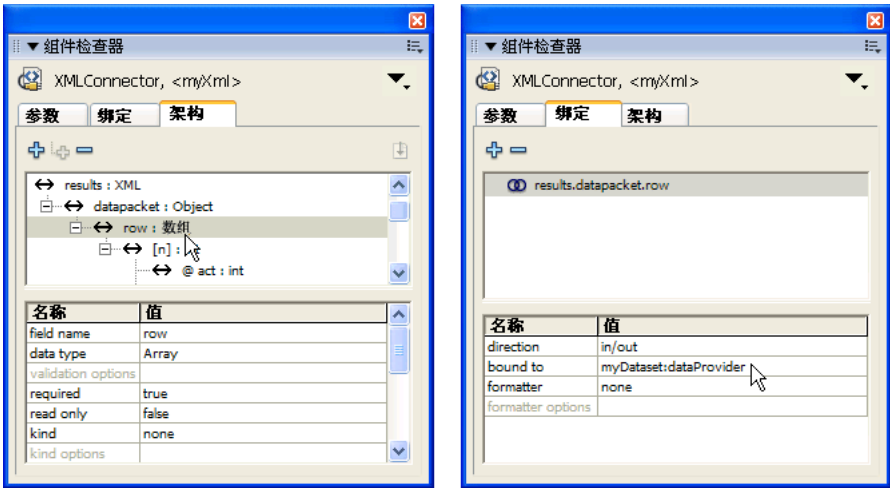 ▼ 组件检查器
XMLConnector, <myXml>
参数 绑定 架构
results : XML
datapacket : Object
row : 数组
[n] :
@ act : int
名称 值
field name row
data type Array
validation options
required true
read only false
kind none
kind options
▼ 组件检查器
XMLConnector, <myXml>
参数 绑定 架构
results.datapacket.row
名称 值
direction in/out
bound to myDataset:dataProvider
formatter none
formatter options